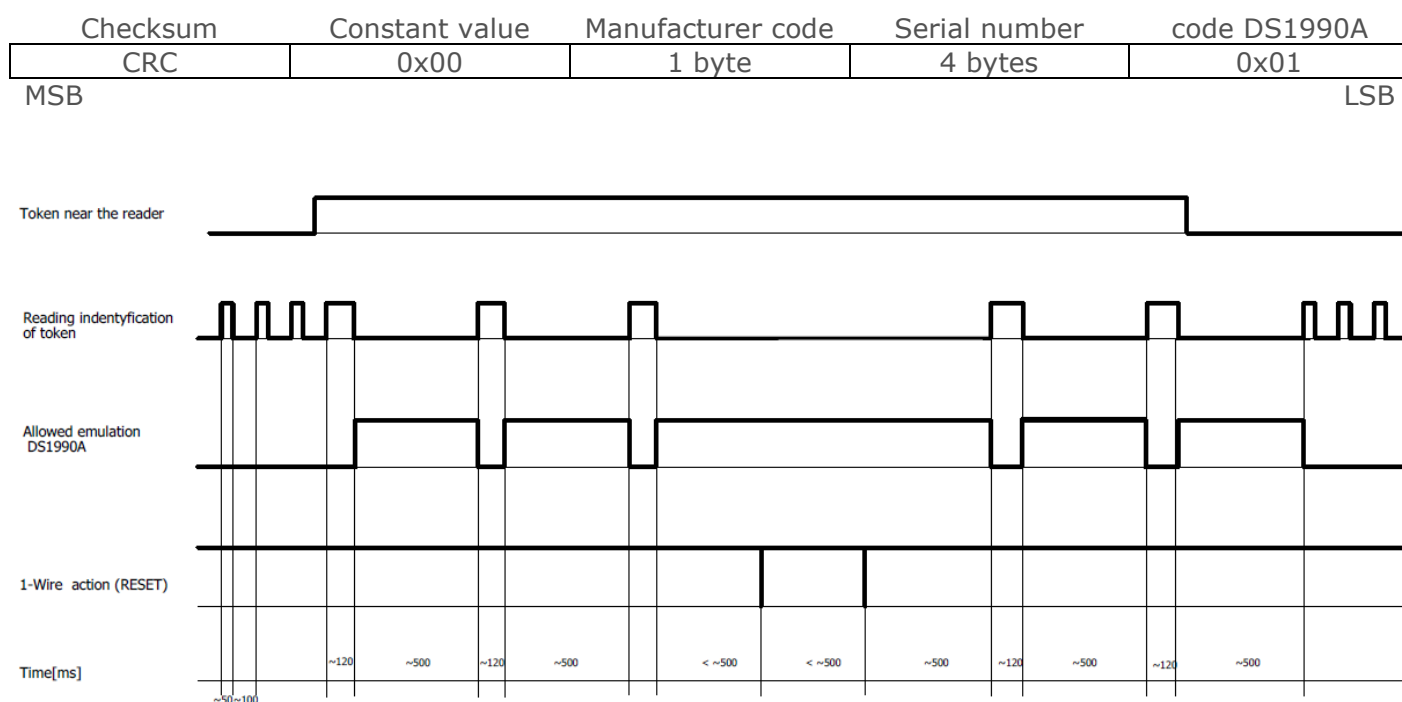 Checksum Constant value Manufacturer code Serial number code DS1990A
CRC 0x00 1 byte 4 bytes 0x01
MSB LSB
Token near the reader
Reading indentyfication
of token
Allowed emulation
DS1990A
1-Wire action (RESET)
~120 ~500 ~120 ~500 < ~500 < ~500 ~500 ~120 ~500 ~120 ~500
Time[ms]
~50 ~100